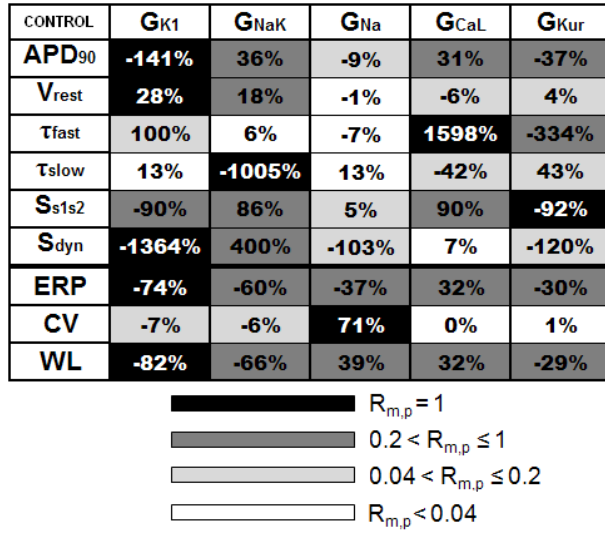 CONTROL GK1 GNaK GNa GCaL GKur
APD90 -141% 36% -9% 31% -37%
Vrest 28% 18% -1% -6% 4%
τfast 100% 6% -7% 1598% -334%
τslow 13% -1005% 13% -42% 43%
Ss1s2 -90% 86% 5% 90% -92%
Sdyn -1364% 400% -103% 7% -120%
ERP -74% -60% -37% 32% -30%
CV -7% -6% 71% 0% 1%
WL -82% -66% 39% 32% -29%
Rm,p = 1
0.2 < Rm,p ≤ 1
0.04 < Rm,p ≤ 0.2
Rm,p < 0.04